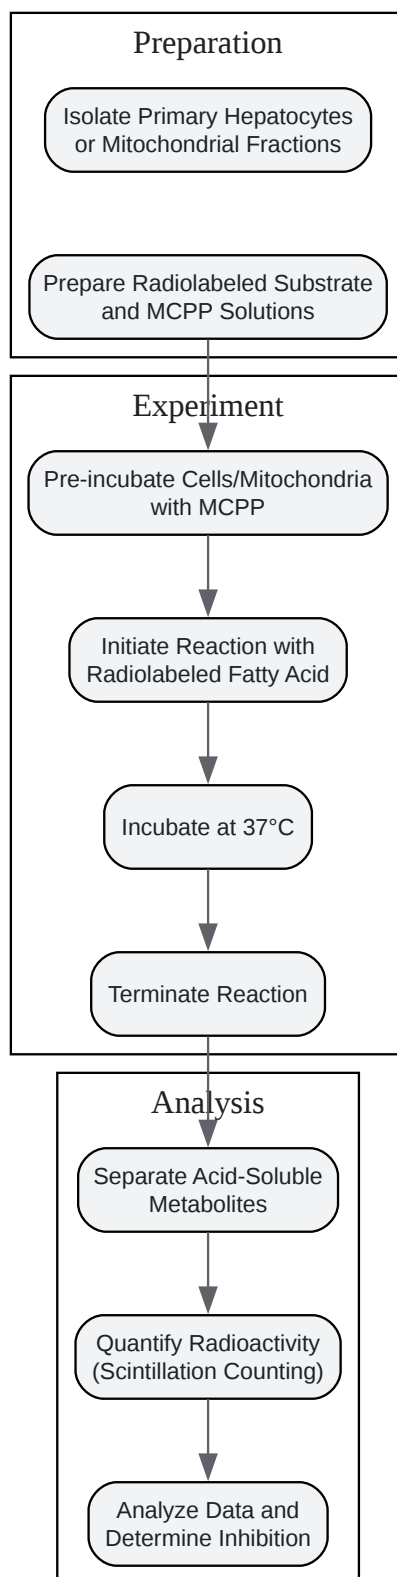 Preparation
Isolate Primary Hepatocytes
or Mitochondrial Fractions
Prepare Radiolabeled Substrate
and MCPP Solutions
Experiment
Pre-incubate Cells/Mitochondria
with MCPP
Initiate Reaction with
Radiolabeled Fatty Acid
Incubate at 37°C
Terminate Reaction
Analysis
Separate Acid-Soluble
Metabolites
Quantify Radioactivity
(Scintillation Counting)
Analyze Data and
Determine Inhibition